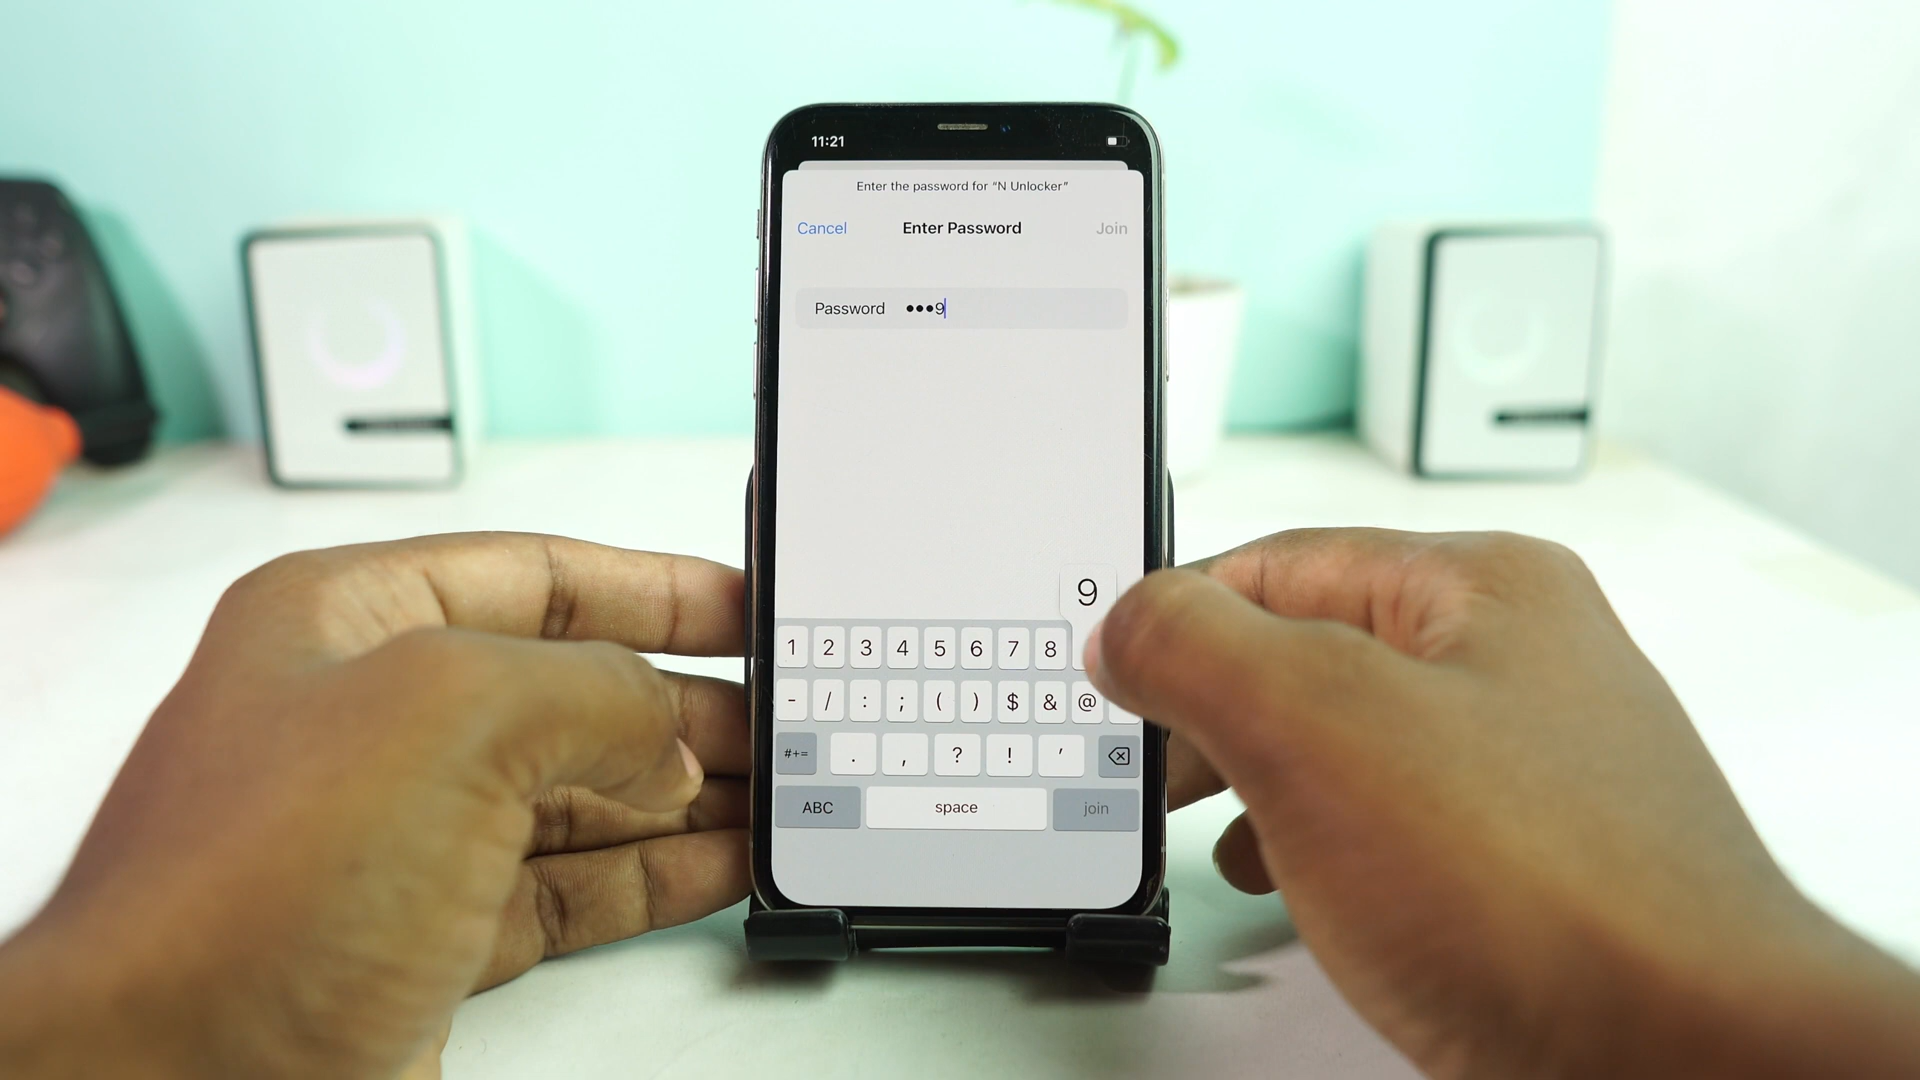 11:21
Enter the password for “N Unlocker”
Cancel Enter Password Join
Password •••9
9
1 2 3 4 5 6 7 8
- / : ; ( ) $ & @
#+= . , ? ! ′
ABC space join